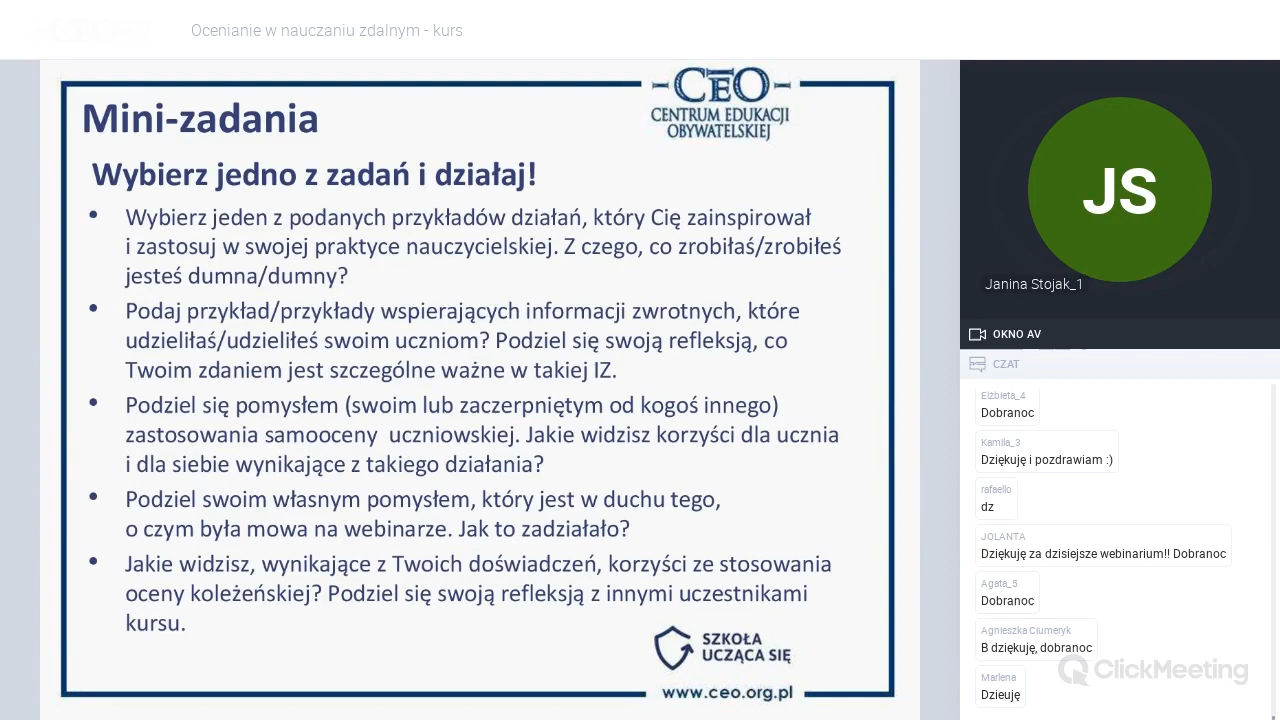 Ocenianie w nauczaniu zdalnym - kurs
CEO
CENTRUM EDUKACJI
OBYWATELSKIEJ
Mini-zadania
Wybierz jedno z zadań i działaj!
• Wybierz jeden z podanych przykładów działań, który Cię zainspirował
i zastosuj w swojej praktyce nauczycielskiej. Z czego, co zrobiłaś/zrobiłeś
jesteś dumna/dumny?
• Podaj przykład/przykłady wspierających informacji zwrotnych, które
udzieliłaś/udzieliłeś swoim uczniom? Podziel się swoją refleksją, co
Twoim zdaniem jest szczególne ważne w takiej IZ.
• Podziel się pomysłem (swoim lub zaczerpniętym od kogoś innego)
zastosowania samooceny  uczniowskiej. Jakie widzisz korzyści dla ucznia
i dla siebie wynikające z takiego działania?
• Podziel swoim własnym pomysłem, który jest w duchu tego,
o czym była mowa na webinarze. Jak to zadziałało?
• Jakie widzisz, wynikające z Twoich doświadczeń, korzyści ze stosowania
oceny koleżeńskiej? Podziel się swoją refleksją z innymi uczestnikami
kursu.
SZKOŁA
UCZĄCA SIĘ
www.ceo.org.pl
JS
Janina Stojak_1
OKNO AV
CZAT
Elżbieta_4
Dobranoc
Kamila_3
Dziękuję i pozdrawiam :)
rafaello
dz
JOLANTA
Dziękuję za dzisiejsze webinarium!! Dobranoc
Agata_5
Dobranoc
Agnieszka Ciumeryk
B dziękuję, dobranoc
Marlena
Dzieuję
ClickMeeting